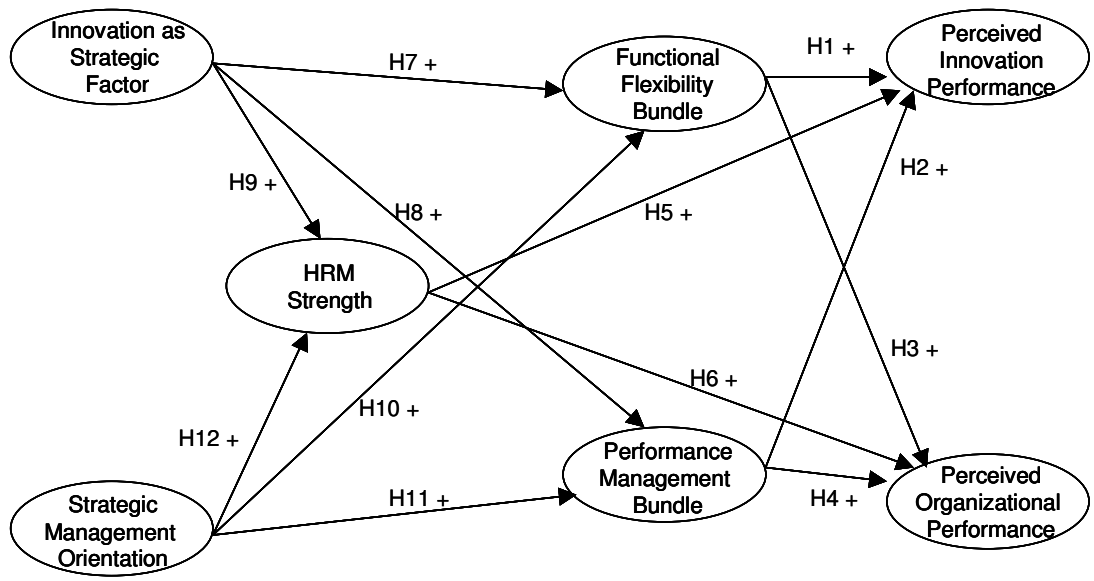 Innovation as
Strategic
Factor
H7 +
Functional
Flexibility
Bundle
H1 +
Perceived
Innovation
Performance
H9 +
H8 +
H5 +
H2 +
HRM
Strength
H3 +
H6 +
H10 +
H12 +
Strategic
Management
Orientation
H11 +
Performance
Management
Bundle
H4 +
Perceived
Organizational
Performance